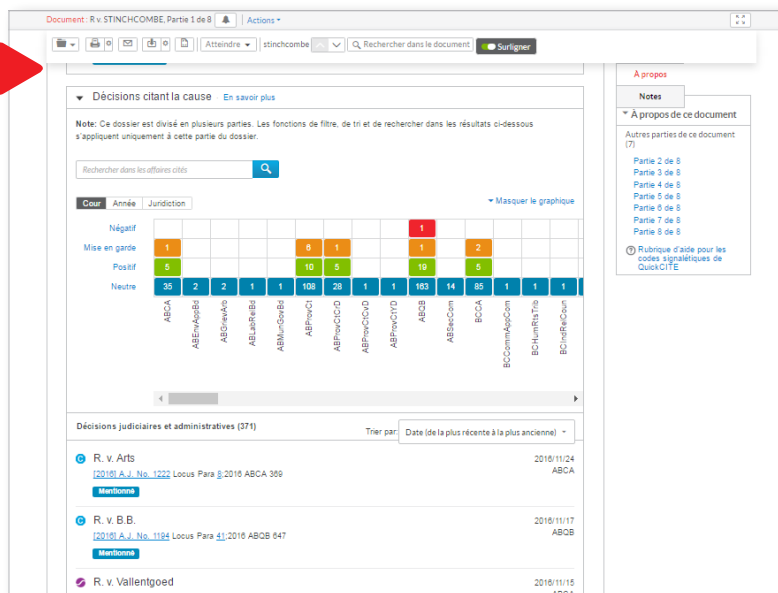 Document : R v. STINCHCOMBE, Partie 1 de 8 Actions
Atteindre stinchcombe Rechercher dans le document Surligner
À propos
Notes
À propos de ce document
Autres parties de ce document
(7)
Partie 2 de 8
Partie 3 de 8
Partie 4 de 8
Partie 5 de 8
Partie 6 de 8
Partie 7 de 8
Partie 8 de 8
Rubrique d'aide pour les
codes signalétiques de
QuickCITE
Décisions citant la cause En savoir plus
Note: Ce dossier est divisé en plusieurs parties. Les fonctions de filtre, de tri et de rechercher dans les résultats ci-dessous
s'appliquent uniquement à cette partie du dossier.
Rechercher dans les affaires cités
Cour Année Juridiction Masquer le graphique
Négatif 1
Mise en garde 1 6 1 1 2
Positif 5 10 5 19 5
Neutre 35 2 2 1 1 108 28 1 1 163 14 85 1 1 1
ABCA
ABEnvAppBd
ABGrievArb
ABLabRelBd
ABMunGovBd
ABProvCt
ABProvCtCrD
ABProvCtCvD
ABProvCtYD
ABQB
ABSecCom
BCCA
BCCommAppCom
BCHumRtsTrib
BCIndRelCoun
Décisions judiciaires et administratives (371) Trier par: Date (de la plus récente à la plus ancienne)
R. v. Arts 2016/11/24
[2016] A.J. No. 1222 Locus Para 8;2016 ABCA 369 ABCA
Mentionné
R. v. B.B. 2016/11/17
[2016] A.J. No. 1194 Locus Para 41;2016 ABQB 647 ABQB
Mentionné
R. v. Vallentgoed 2016/11/15
ABCA